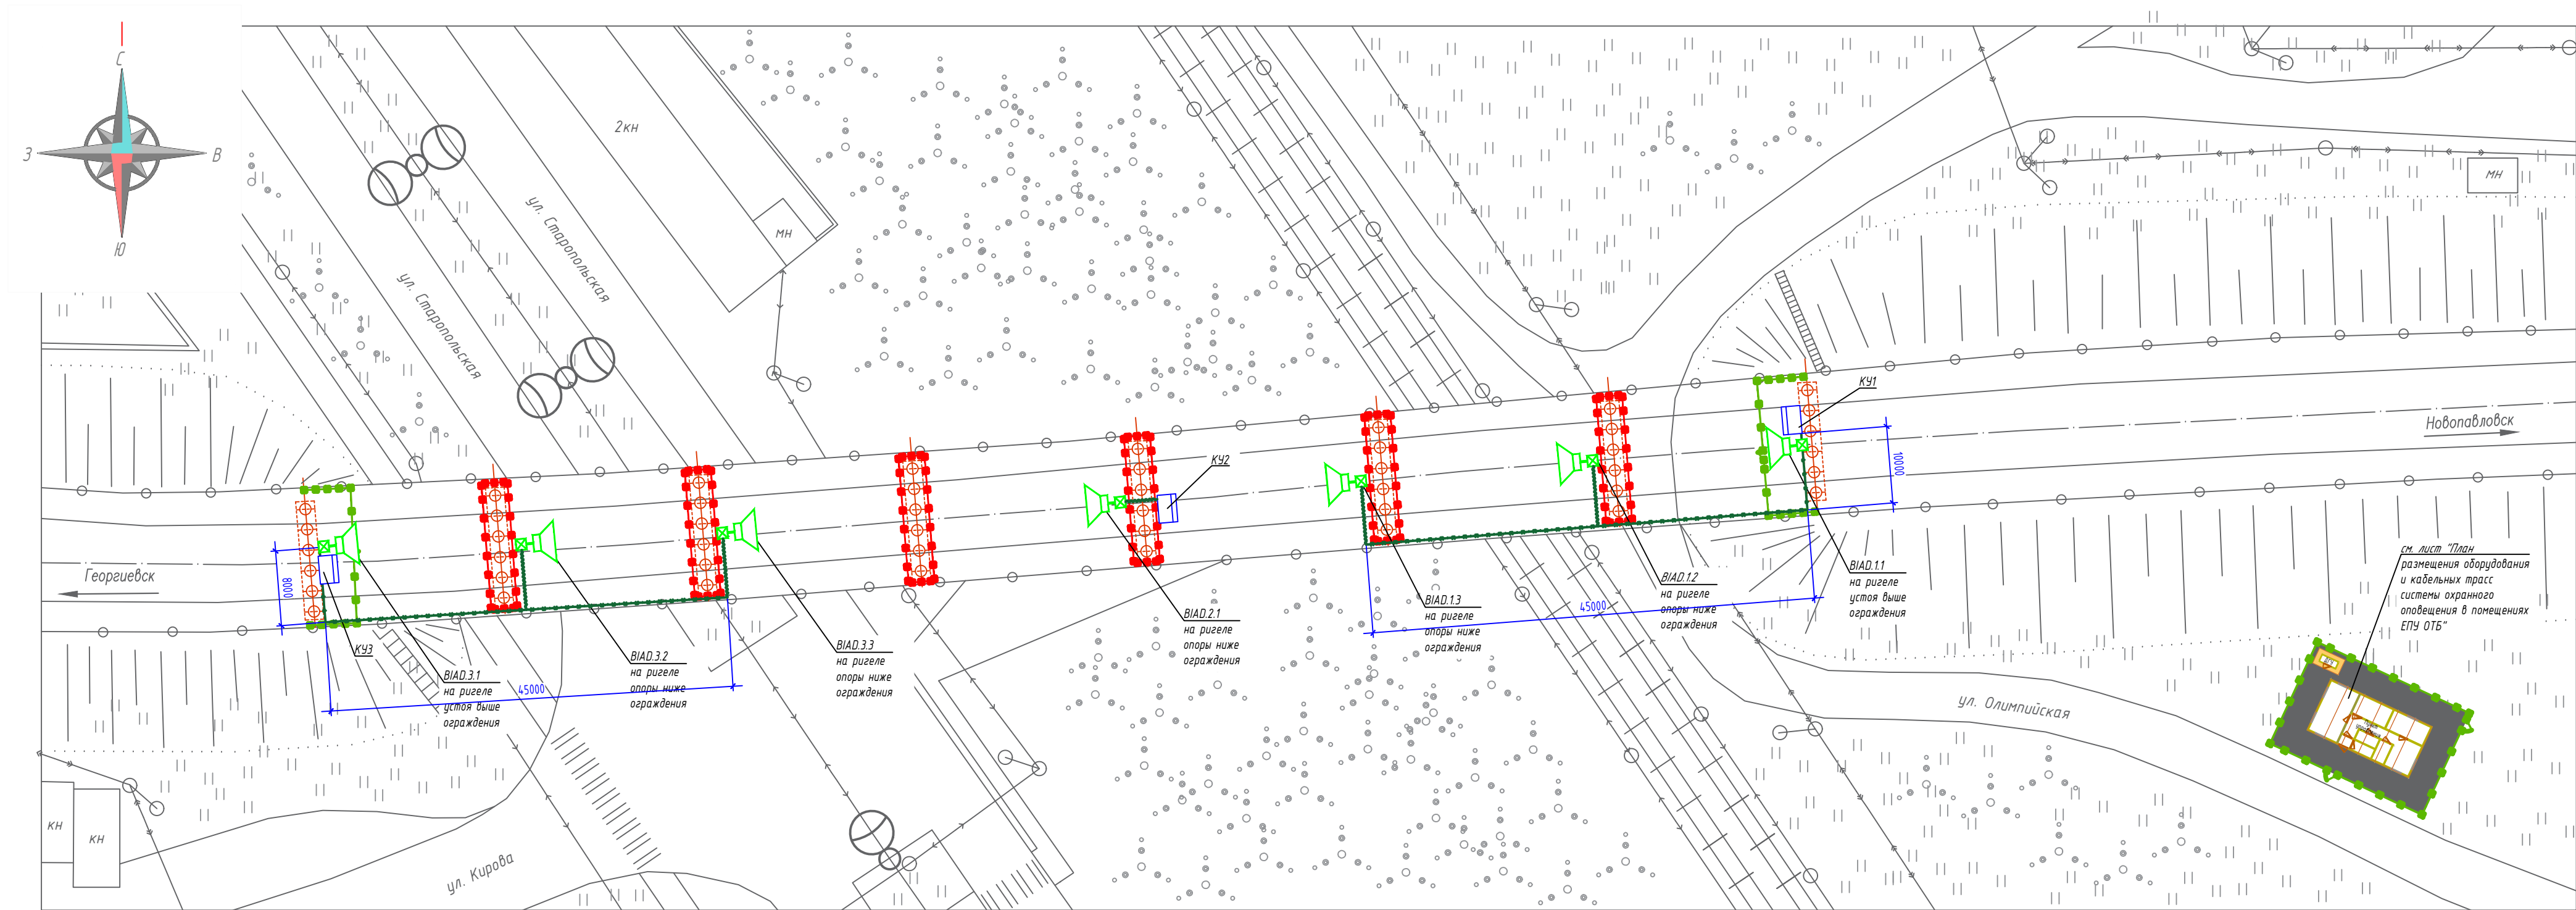 С
З
В
Ю
2кн
мн
мн
ул. Старопольская
ул. Старопольская
КУ1
Новопавловск
КУ2
10000
Георгиевск
8000
см. лист "План
размещения оборудования
и кабельных трасс
системы охранного
оповещения в помещениях
ЕПУ ОТБ"
BIAD.1.1
на ригеле
устоя выше
ограждения
BIAD.1.2
на ригеле
опоры ниже
ограждения
BIAD.1.3
на ригеле
опоры ниже
ограждения
45000
BIAD.2.1
на ригеле
опоры ниже
ограждения
BIAD.3.3
на ригеле
опоры ниже
ограждения
BIAD.3.2
на ригеле
опоры ниже
ограждения
КУ3
BIAD.3.1
на ригеле
устоя выше
ограждения
45000
ул. Олимпийская
кн
кн
ул. Кирова